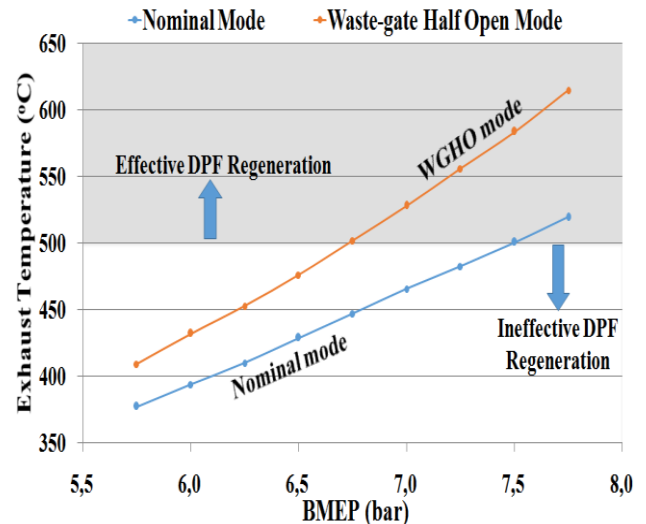 Nominal Mode Waste-gate Half Open Mode
Exhaust Temperature (oC)
650
600
550
500
450
400
350
WGHO mode
Effective DPF Regeneration
Nominal mode
Ineffective DPF
Regeneration
5,5 6,0 6,5 7,0 7,5 8,0
BMEP (bar)